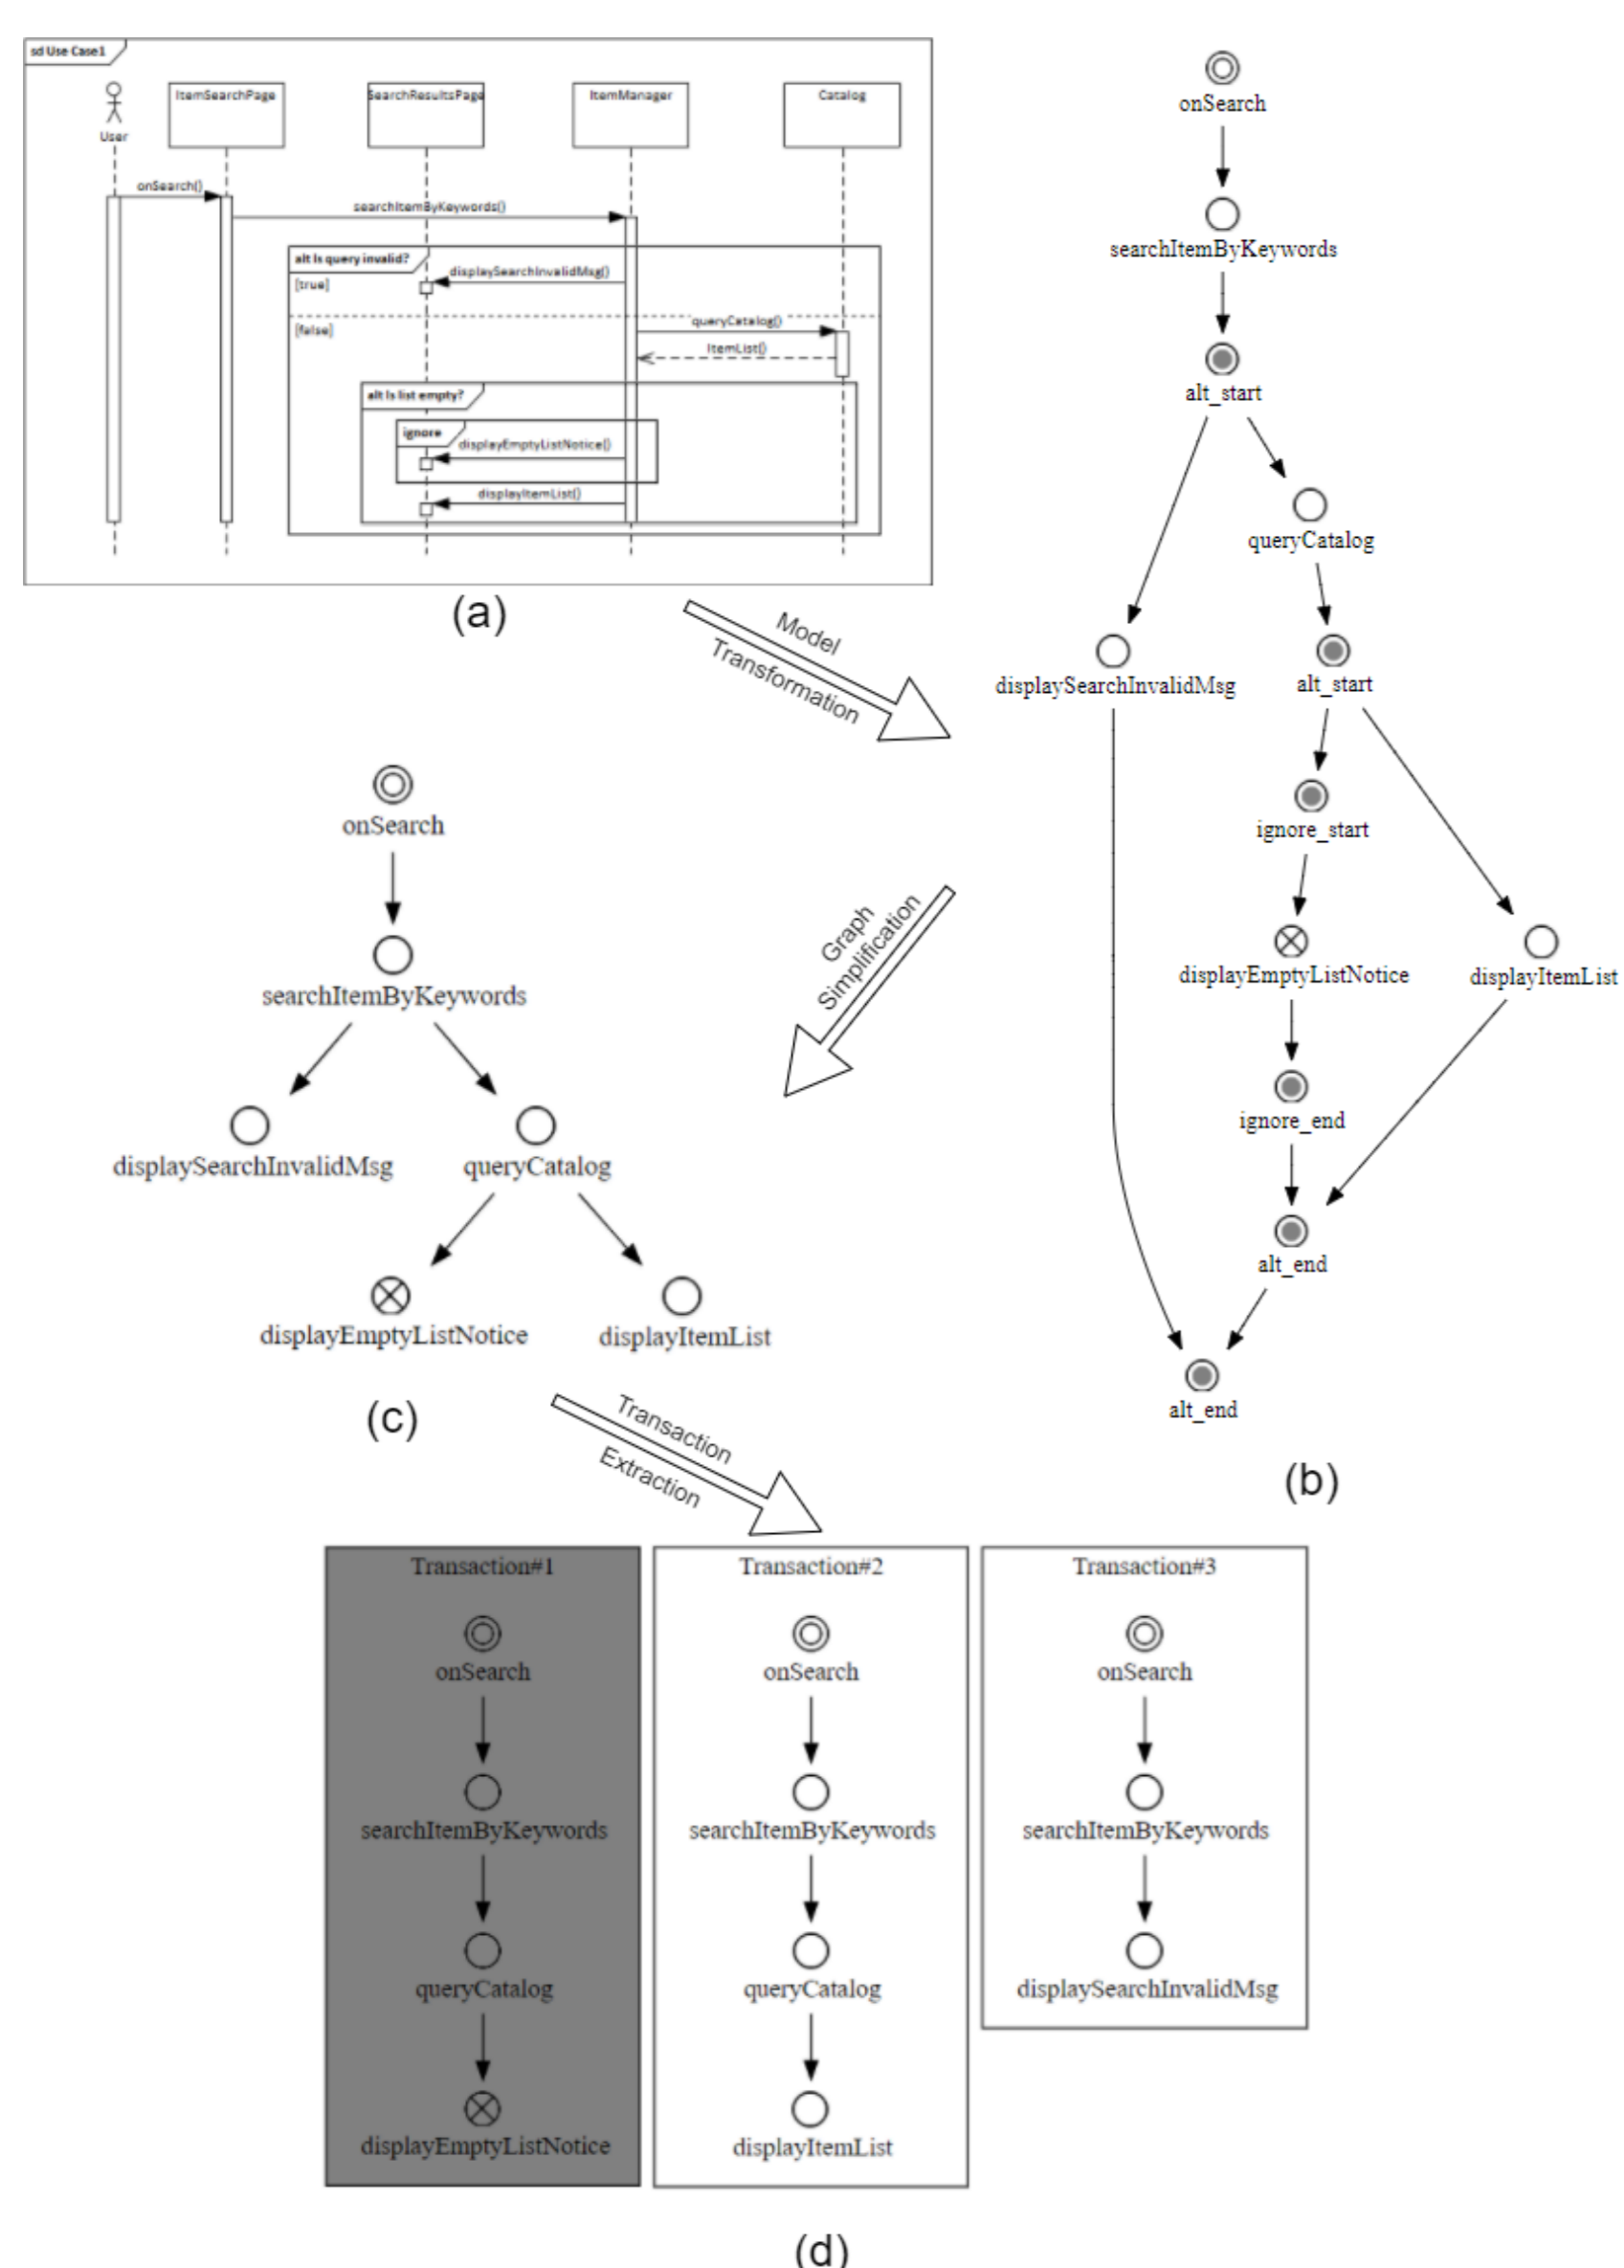 sd Use Case1
User
ItemSearchPage
SearchResultsPage
ItemManager
Catalog
onSearch()
searchItemByKeywords()
alt Is query invalid?
[true]
displaySearchInvalidMsg()
[false]
queryCatalog()
ItemList()
alt Is list empty?
ignore
displayEmptyListNotice()
displayItemList()
(a)
Model
Transformation
onSearch
searchItemByKeywords
alt_start
queryCatalog
displaySearchInvalidMsg
alt_start
ignore_start
displayEmptyListNotice
displayItemList
ignore_end
alt_end
alt_end
(b)
Graph
Simplification
onSearch
searchItemByKeywords
displaySearchInvalidMsg
queryCatalog
displayEmptyListNotice
displayItemList
(c)
Transaction
Extraction
Transaction#1
onSearch
searchItemByKeywords
queryCatalog
displayEmptyListNotice
Transaction#2
onSearch
searchItemByKeywords
queryCatalog
displayItemList
Transaction#3
onSearch
searchItemByKeywords
displaySearchInvalidMsg
(d)